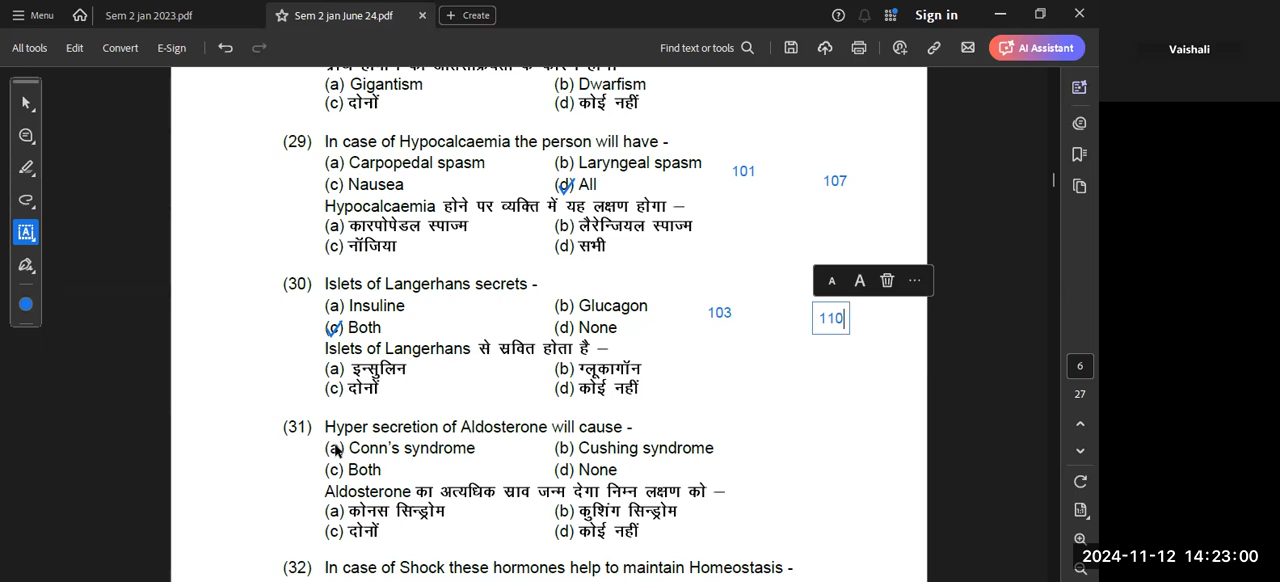 Menu
Sem 2 jan 2023.pdf
Sem 2 jan June 24.pdf
Create
Sign in
All tools
Edit
Convert
E-Sign
Find text or tools
AI Assistant
Vaishali
(a) Gigantism (b) Dwarfism
(c) दोनों (d) कोई नहीं
(29) In case of Hypocalcaemia the person will have -
(a) Carpopedal spasm (b) Laryngeal spasm 101 107
(c) Nausea (d) All
Hypocalcaemia होने पर व्यक्ति में यह लक्षण होगा –
(a) कारपोपेडल स्पाज्म (b) लैरेन्जियल स्पाज्म
(c) नॉजिया (d) सभी
(30) Islets of Langerhans secrets -
(a) Insuline (b) Glucagon 103 110
(c) Both (d) None
Islets of Langerhans से स्रवित होता है –
(a) इन्सुलिन (b) ग्लूकागॉन
(c) दोनों (d) कोई नहीं
(31) Hyper secretion of Aldosterone will cause -
(a) Conn's syndrome (b) Cushing syndrome
(c) Both (d) None
Aldosterone का अत्यधिक स्राव जन्म देगा निम्न लक्षण को –
(a) कोनस सिन्ड्रोम (b) कुशिंग सिन्ड्रोम
(c) दोनों (d) कोई नहीं
(32) In case of Shock these hormones help to maintain Homeostasis -
6
27
2024-11-12 14:23:00